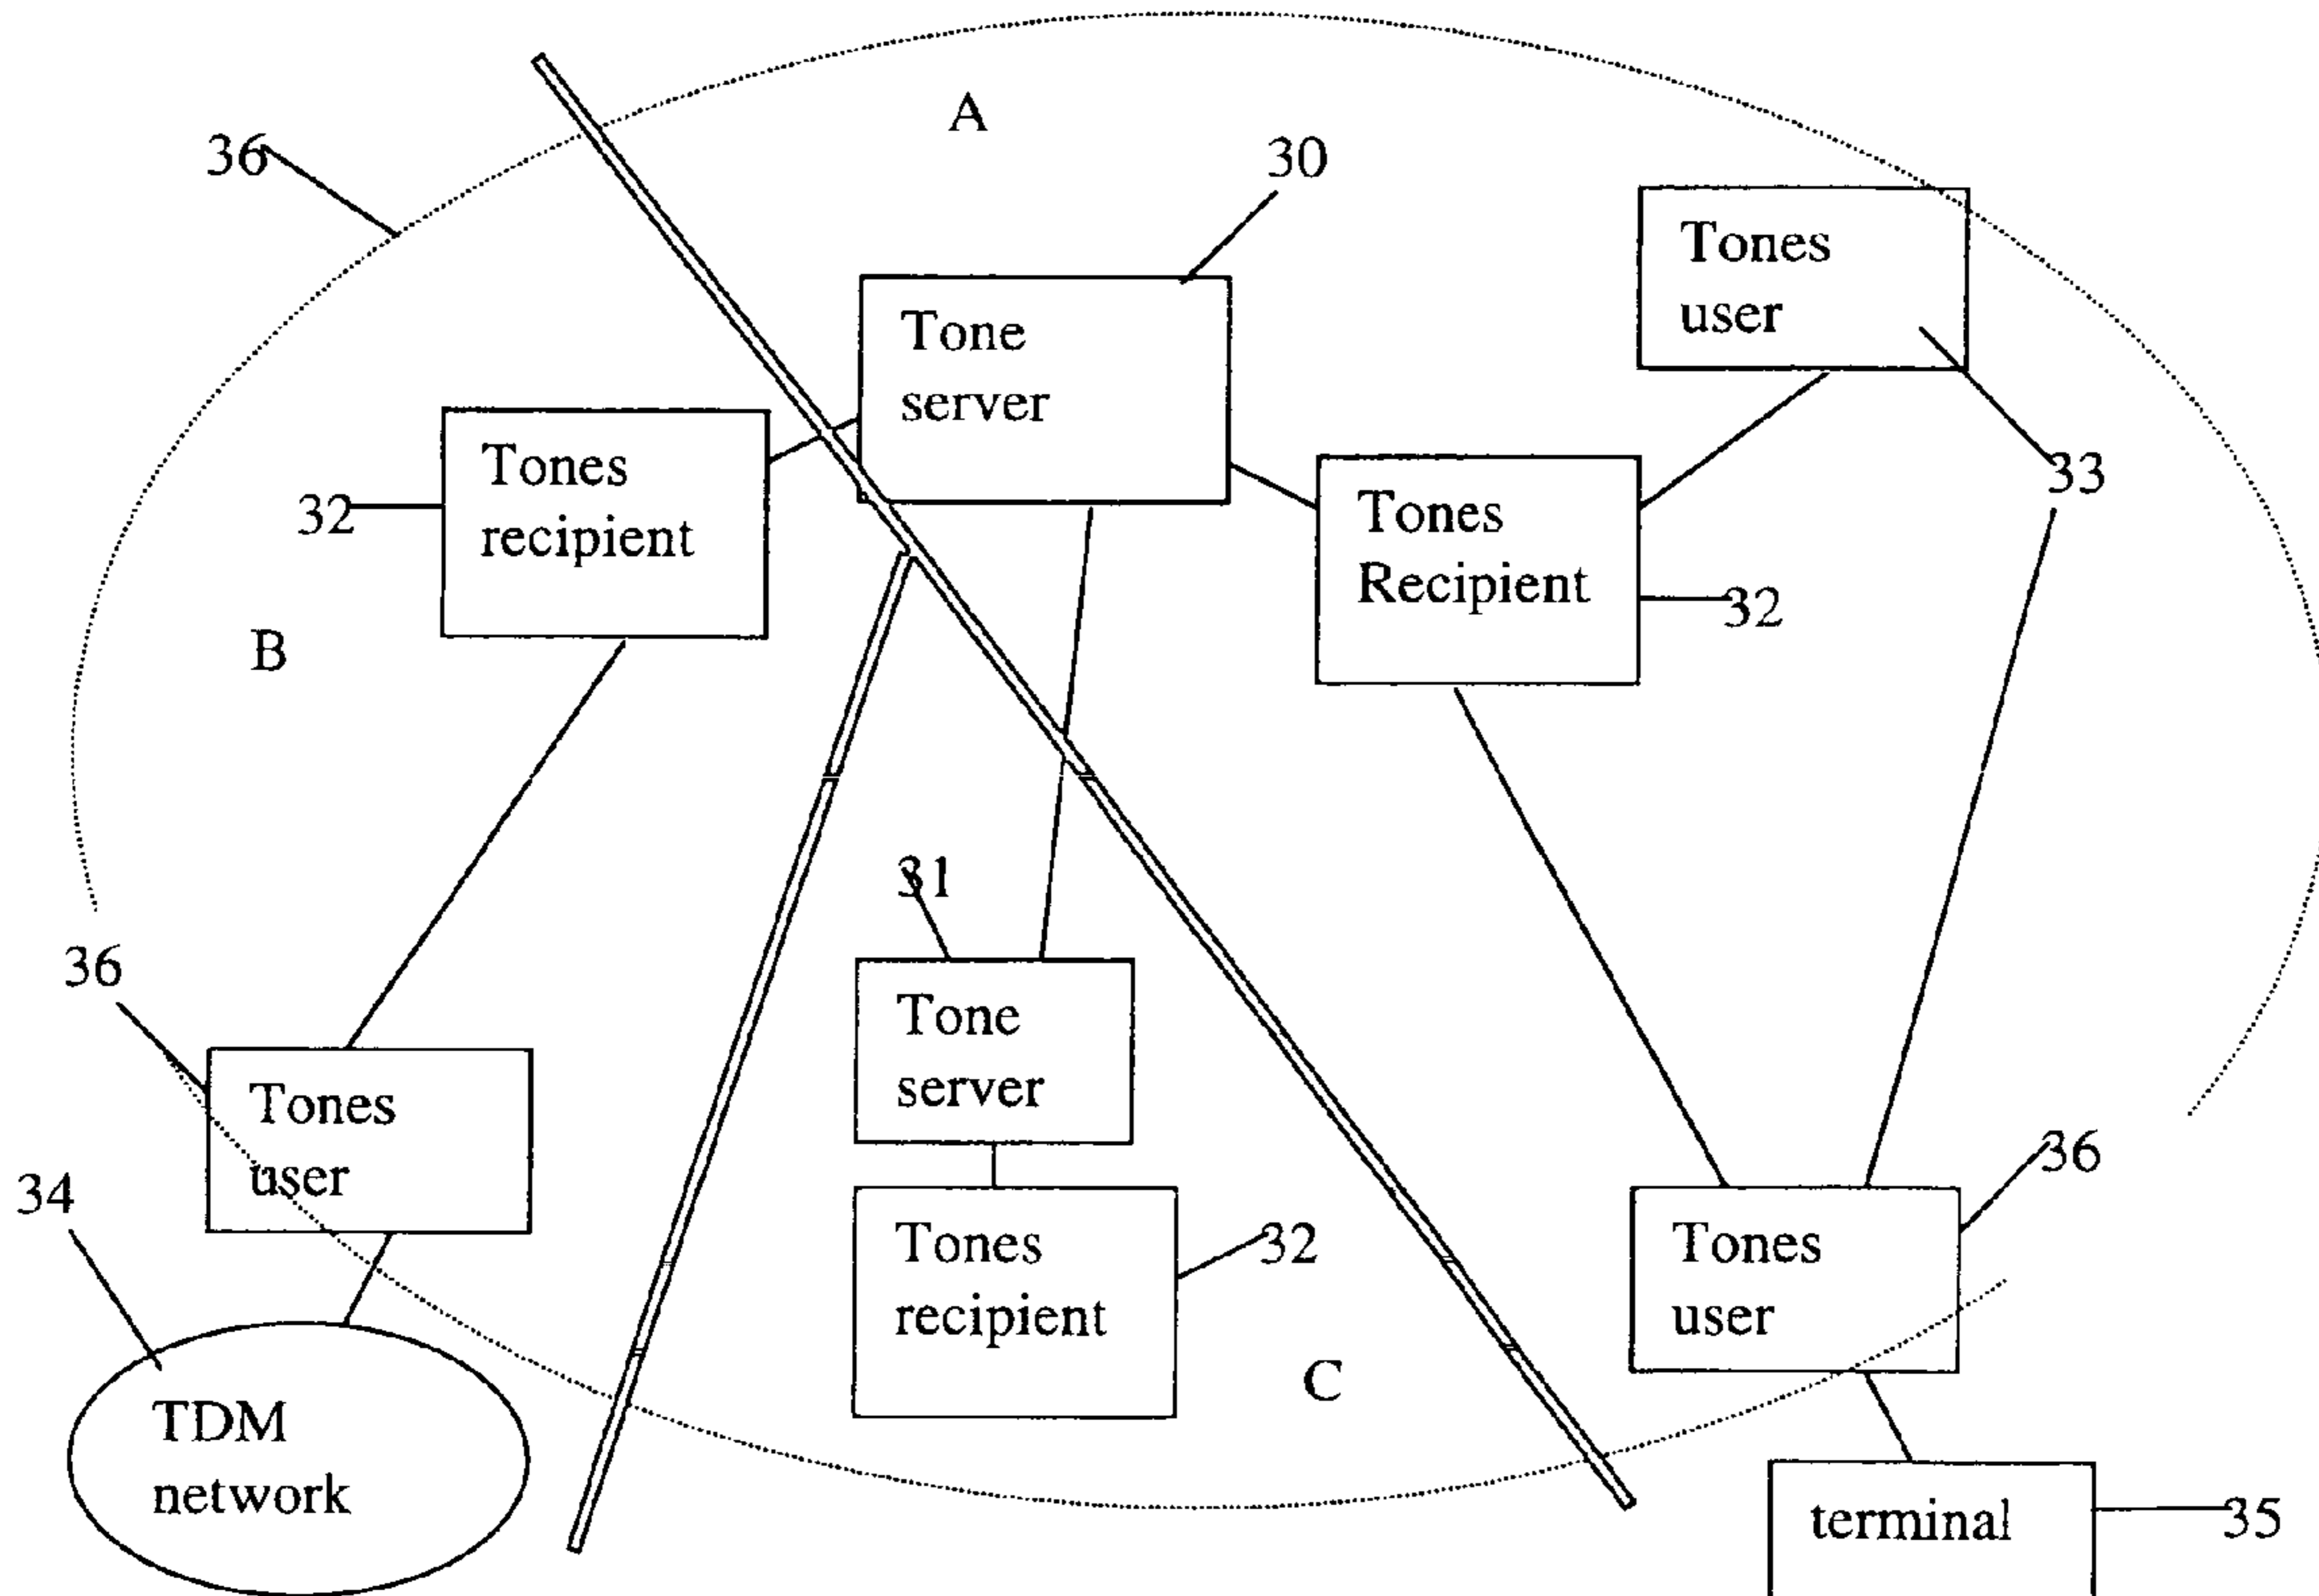 A
36
30
Tones
user
Tone
server
Tones
recipient
32
Tones
Recipient
33
32
B
31
36
Tone
server
Tones
user
36
34
Tones
recipient
32
Tones
user
C
TDM
network
terminal
35